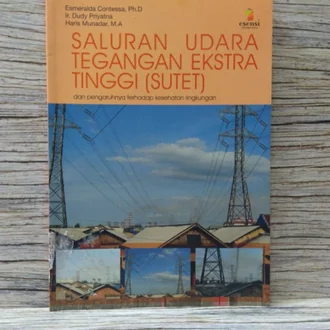 Esmeralda Contessa, Ph.D
Ir. Dudy Priyatna
Haris Munadar, M.A
esensi
SALURAN UDARA
TEGANGAN EKSTRA
TINGGI (SUTET)
dan pengaruhnya terhadap kesehatan lingkungan